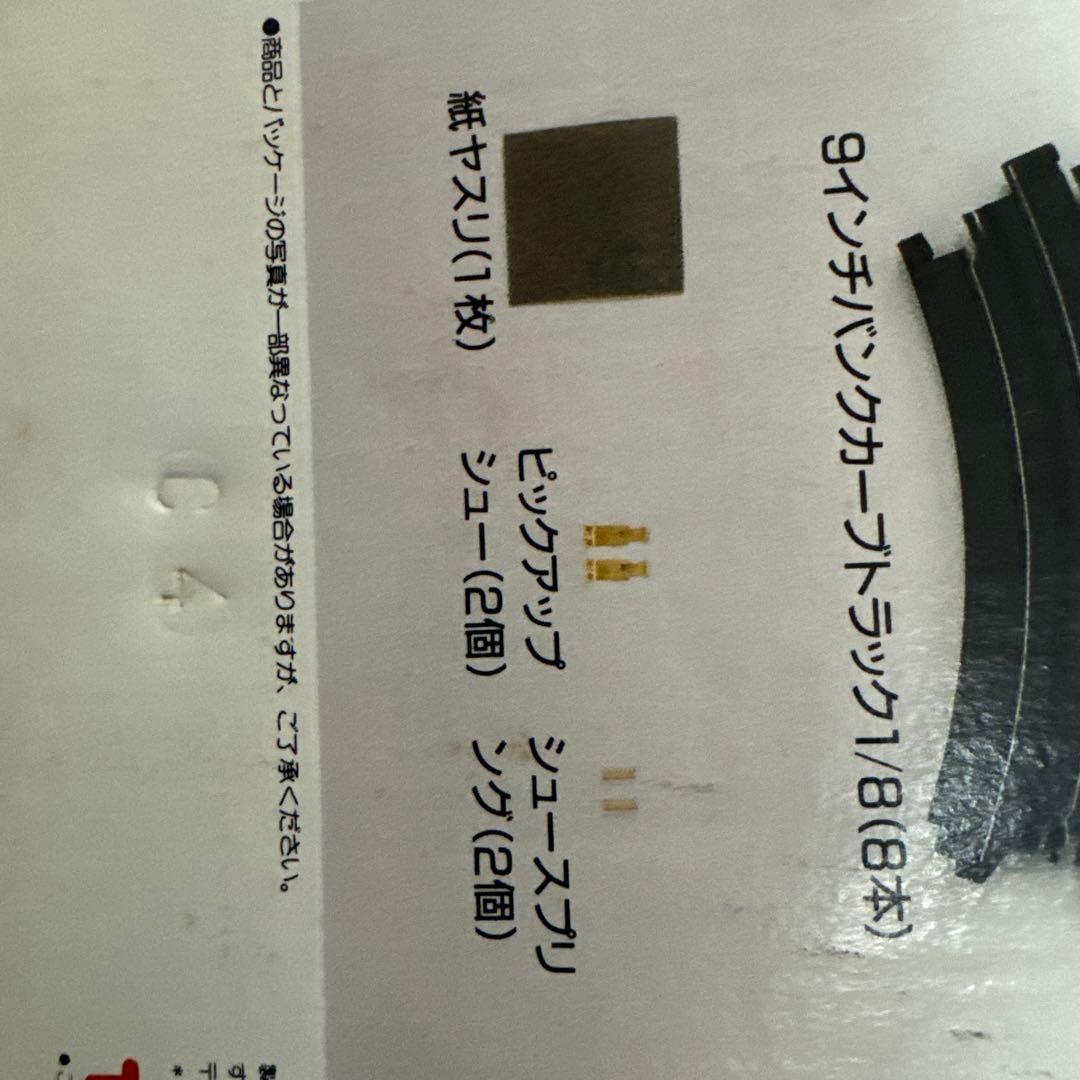 9インチバンクカーブトラック1/8(8本)
紙ヤスリ(1枚)
ピックアップ
シュー(2個)
シュースプリ
ング(2個)
●商品とパッケージの写真が一部異なっている場合がありますが、ご了承ください。
C 4